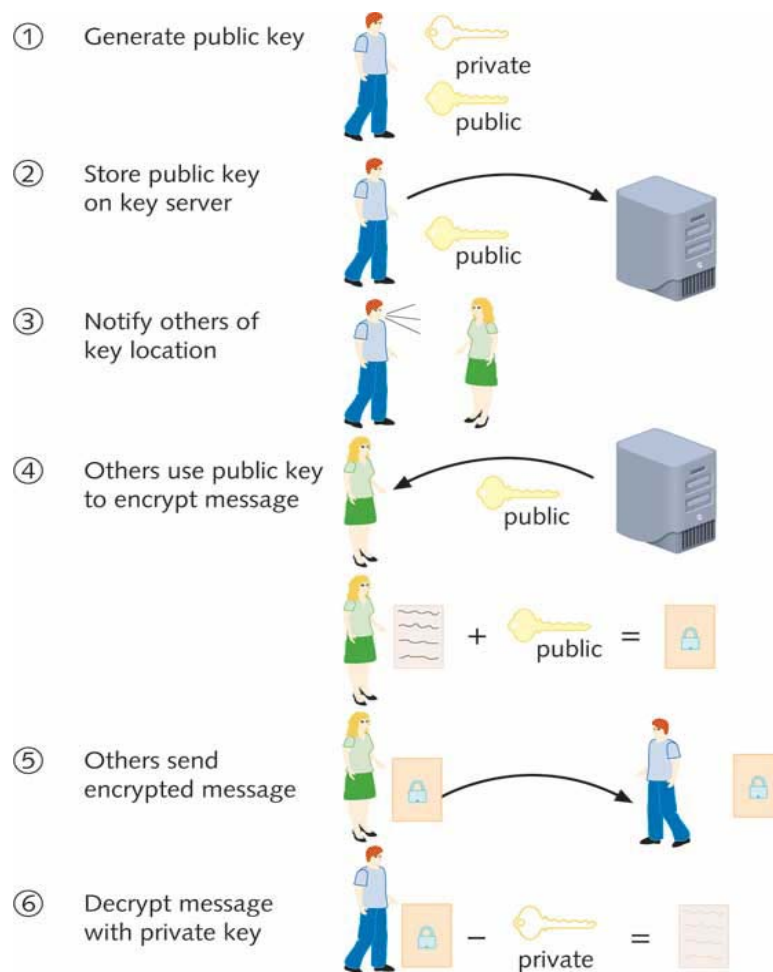 ① Generate public key
private
public
② Store public key
on key server
public
③ Notify others of
key location
④ Others use public key
to encrypt message
public
+ public =
⑤ Others send
encrypted message
⑥ Decrypt message
with private key
− private =